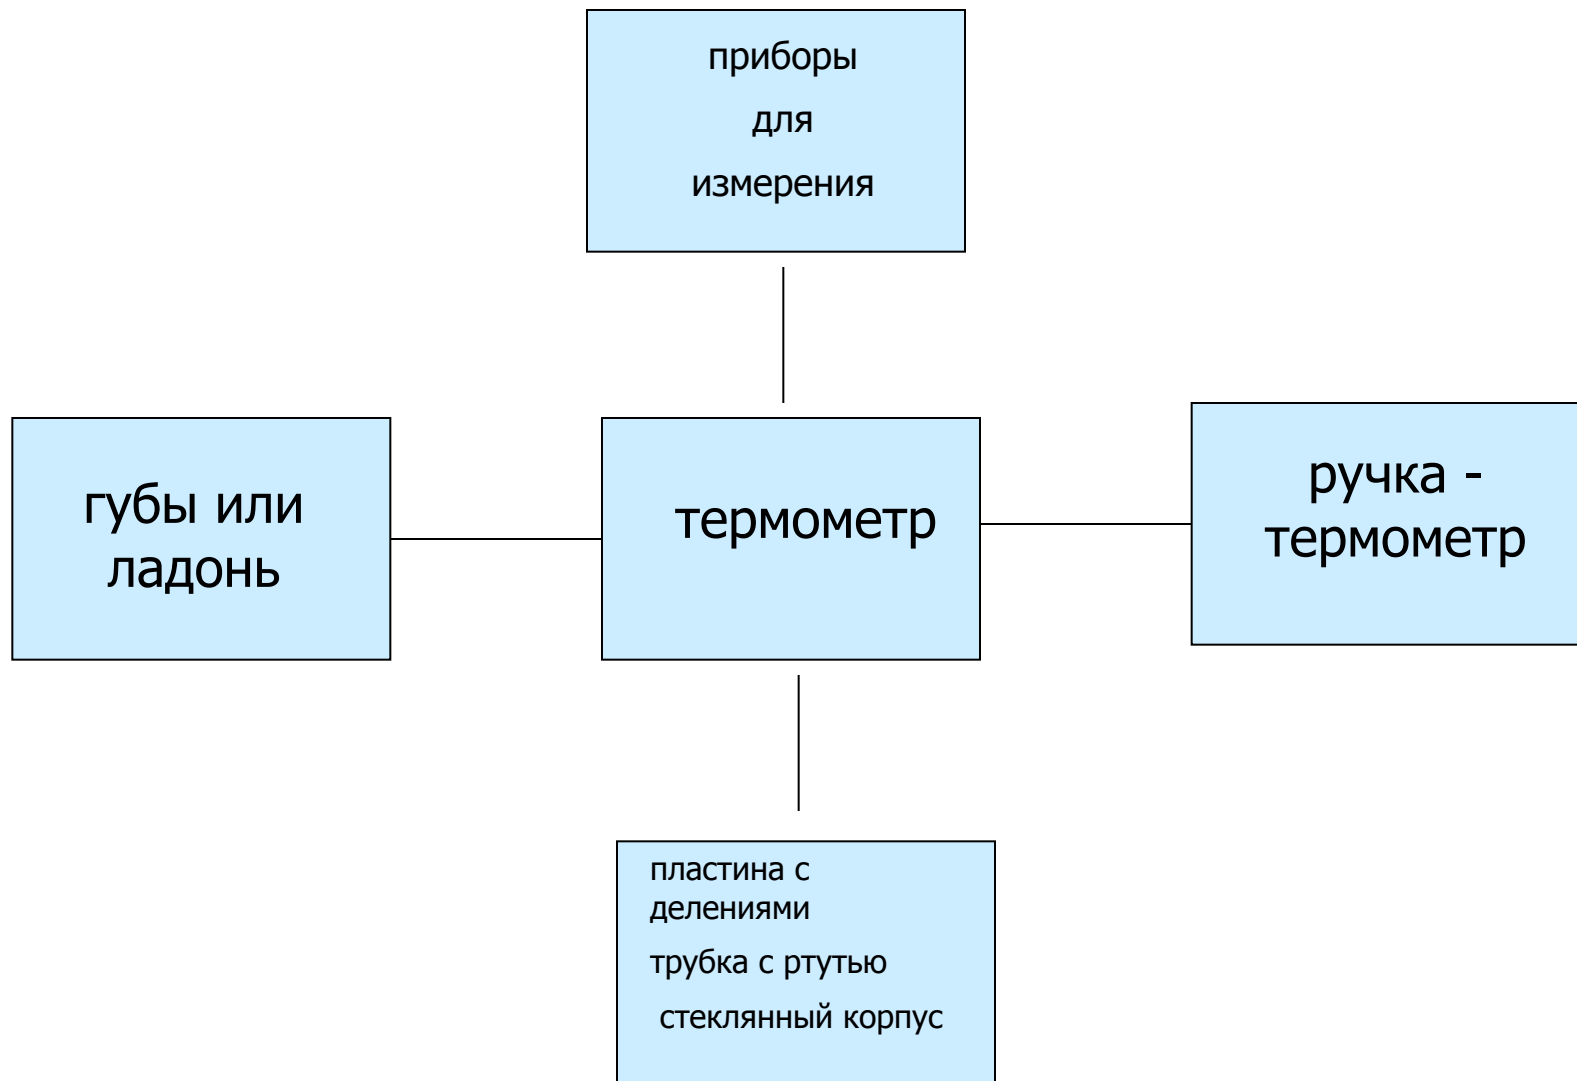 приборы
для
измерения
губы или
ладонь
термометр
ручка -
термометр
пластина с
делениями
трубка с ртутью
стеклянный корпус